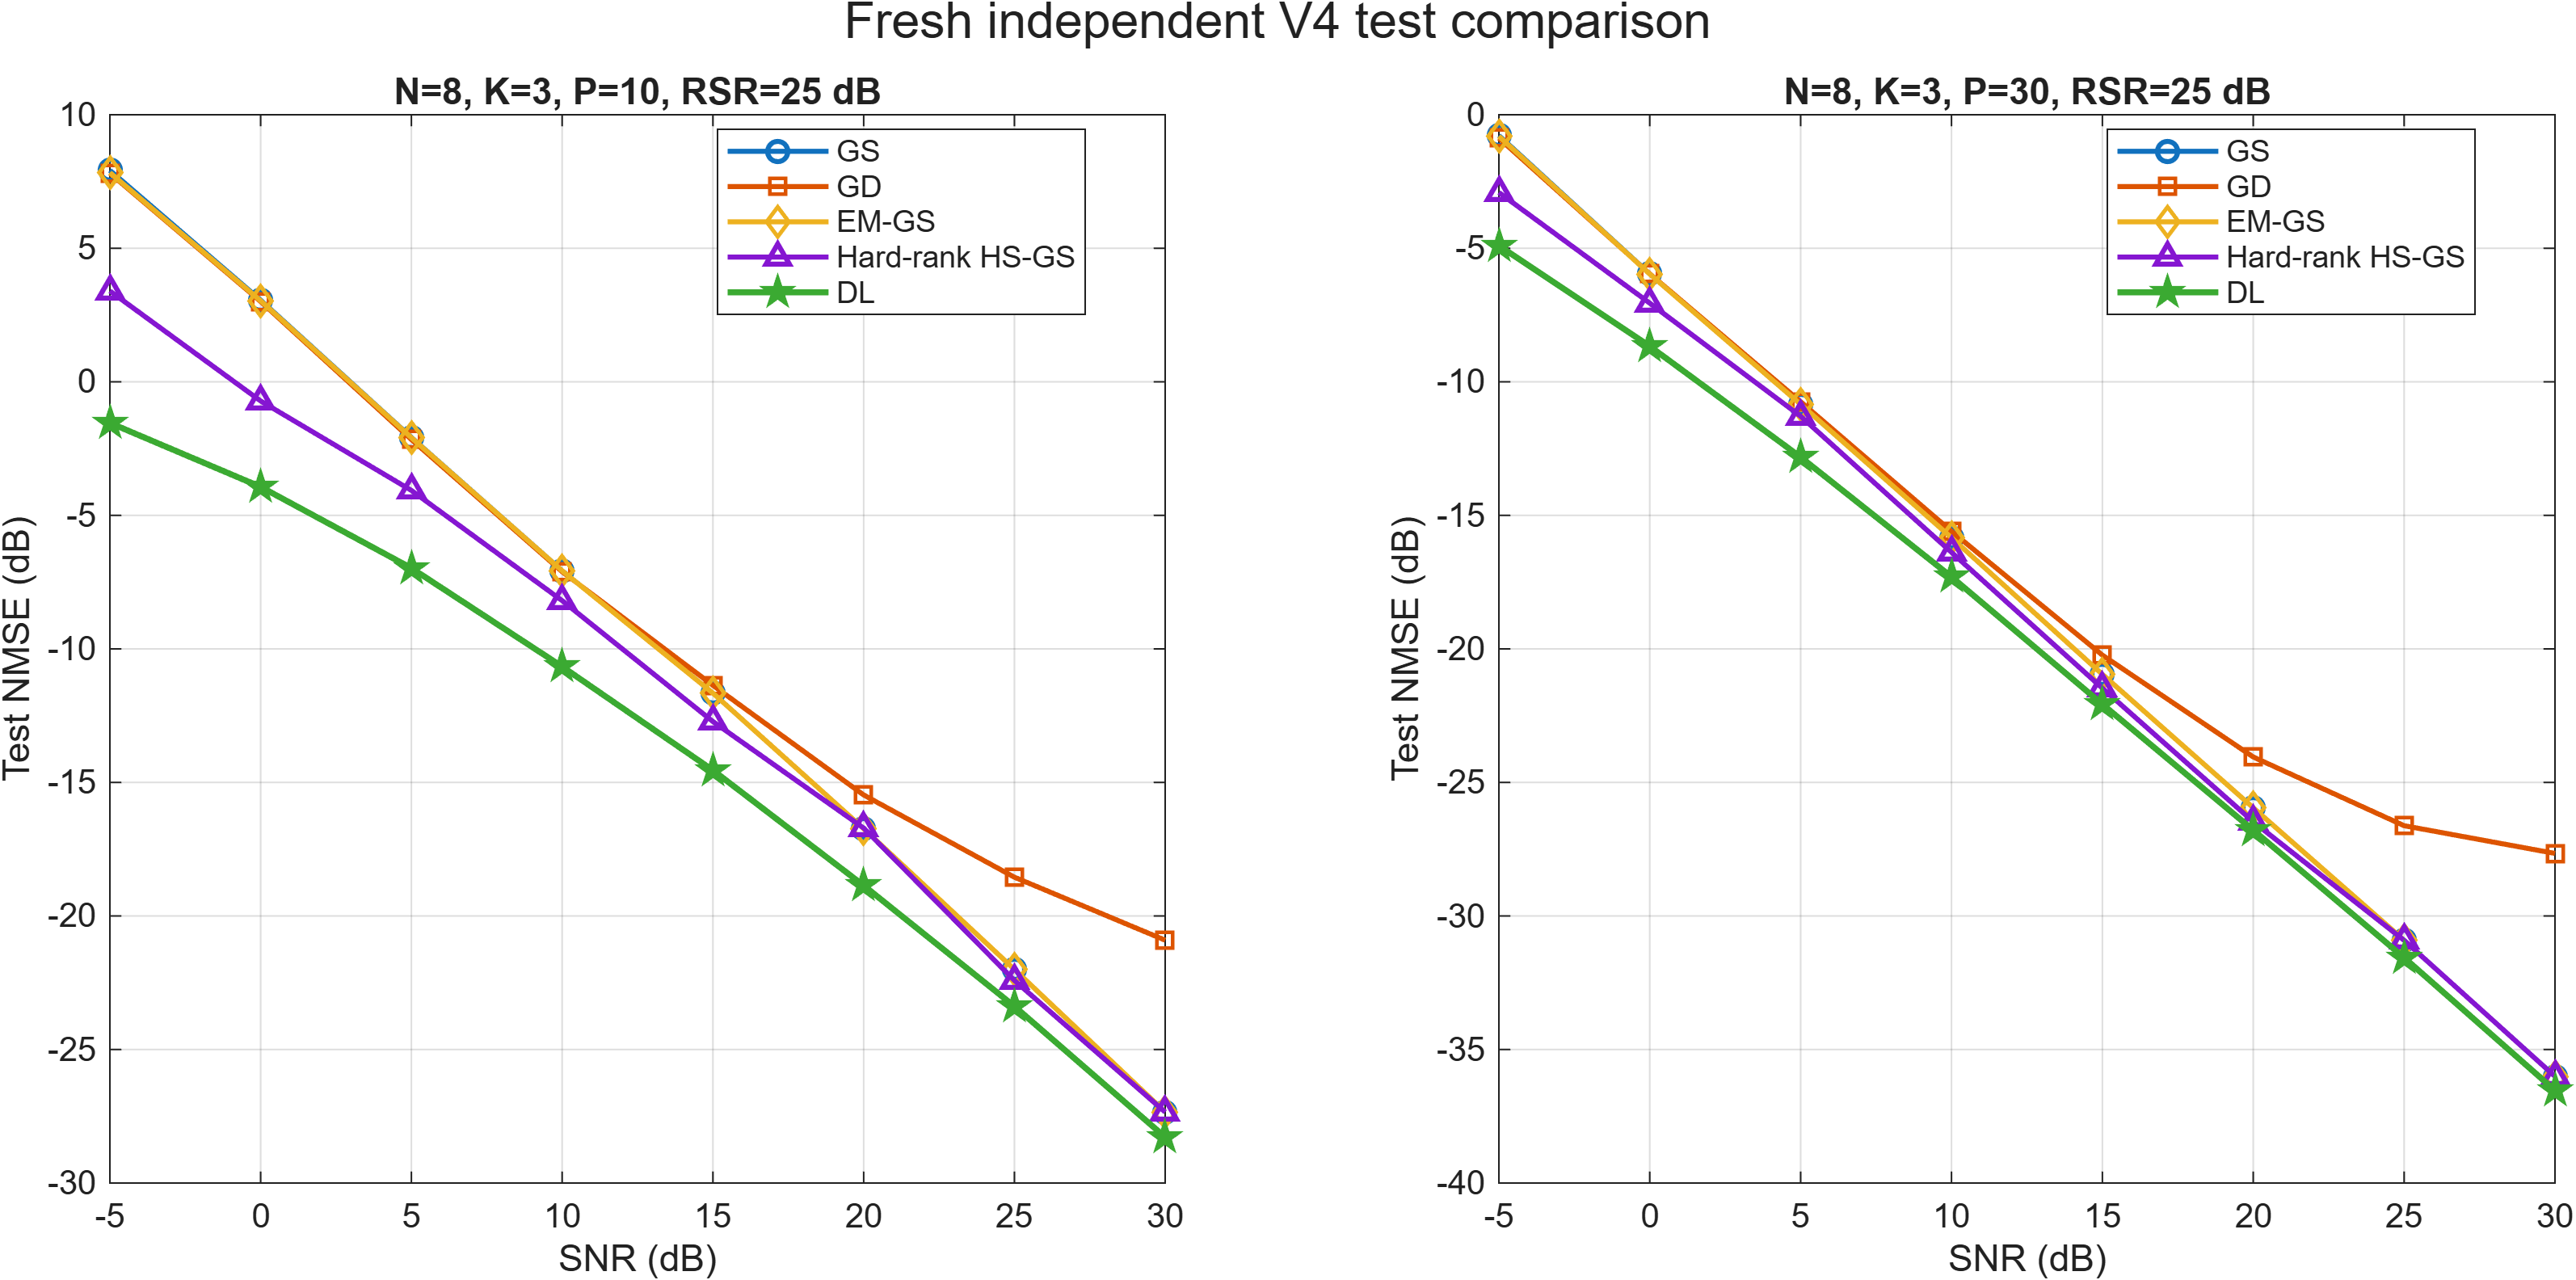 Fresh independent V4 test comparison
N=8, K=3, P=10, RSR=25 dB
10
5
0
-5
-10
-15
-20
-25
-30
Test NMSE (dB)
GS
GD
EM-GS
Hard-rank HS-GS
DL
-5 0 5 10 15 20 25 30
SNR (dB)
N=8, K=3, P=30, RSR=25 dB
0
-5
-10
-15
-20
-25
-30
-35
-40
Test NMSE (dB)
GS
GD
EM-GS
Hard-rank HS-GS
DL
-5 0 5 10 15 20 25 30
SNR (dB)